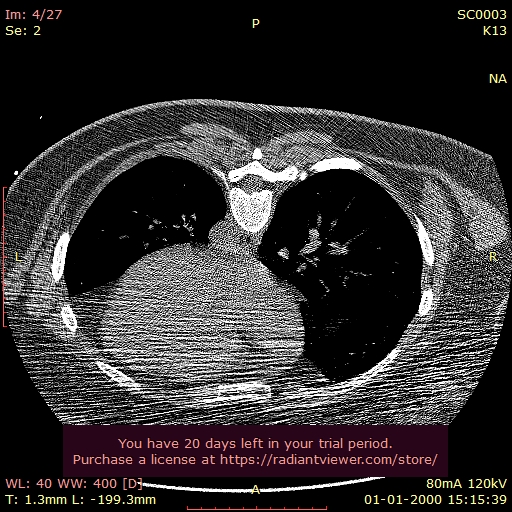 Im: 4/27
Se: 2
P
SC0003
K13
NA
L
R
You have 20 days left in your trial period.
Purchase a license at https://radiantviewer.com/store/
WL: 40 WW: 400 [D]
T: 1.3mm L: -199.3mm
A
80mA 120kV
01-01-2000 15:15:39